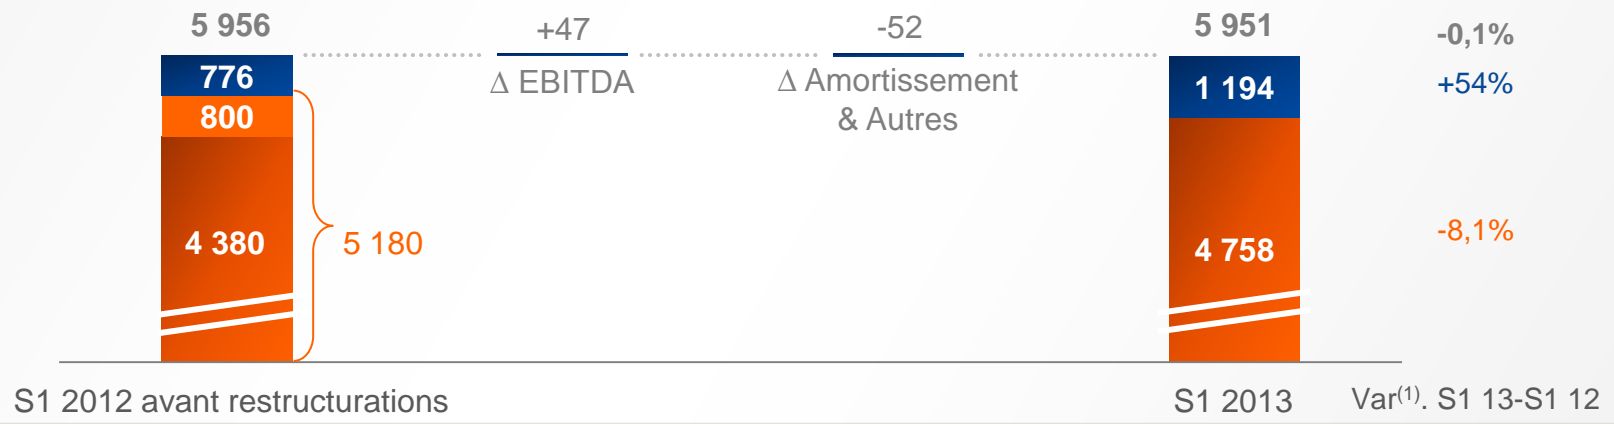 5 956
+47
-52
5 951
-0,1%
776
Δ EBITDA
Δ Amortissement
& Autres
1 194
+54%
800
4 380
5 180
4 758
-8,1%
S1 2012 avant restructurations
S1 2013
Var(1). S1 13-S1 12